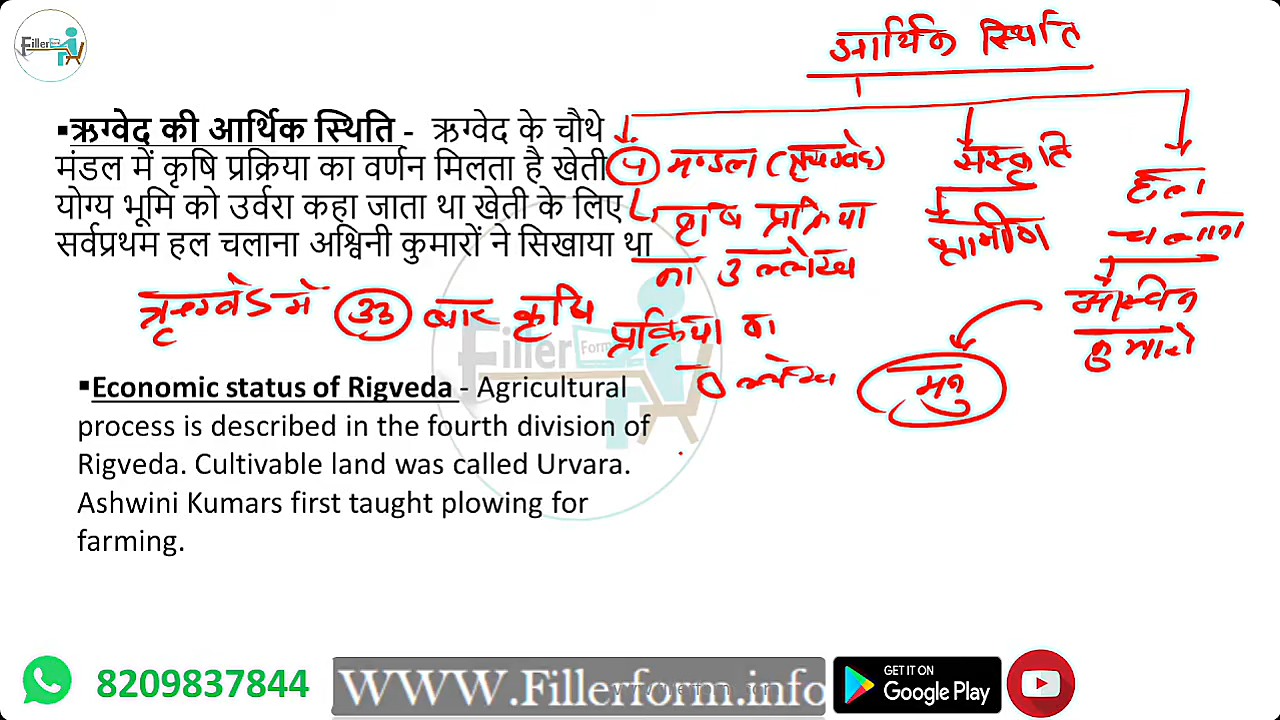 Filler
आर्थिक स्थिति
▪ऋग्वेद की आर्थिक स्थिति - ऋग्वेद के चौथे
मंडल में कृषि प्रक्रिया का वर्णन मिलता है खेती
योग्य भूमि को उर्वरा कहा जाता था खेती के लिए
सर्वप्रथम हल चलाना अश्विनी कुमारों ने सिखाया था
मण्डल (ऋग्वेद)
कृषि प्रक्रिया
का उल्लेख
संस्कृति
ग्रामीण
हल
चलाना
अश्विन
कुमारो
मनु
ऋग्वेद में 33 बार कृषि
प्रक्रिया का
उल्लेख
Filler Form
▪Economic status of Rigveda - Agricultural
process is described in the fourth division of
Rigveda. Cultivable land was called Urvara.
Ashwini Kumars first taught plowing for
farming.
8209837844
WWW.Fillerform.info
GET IT ON
Google Play